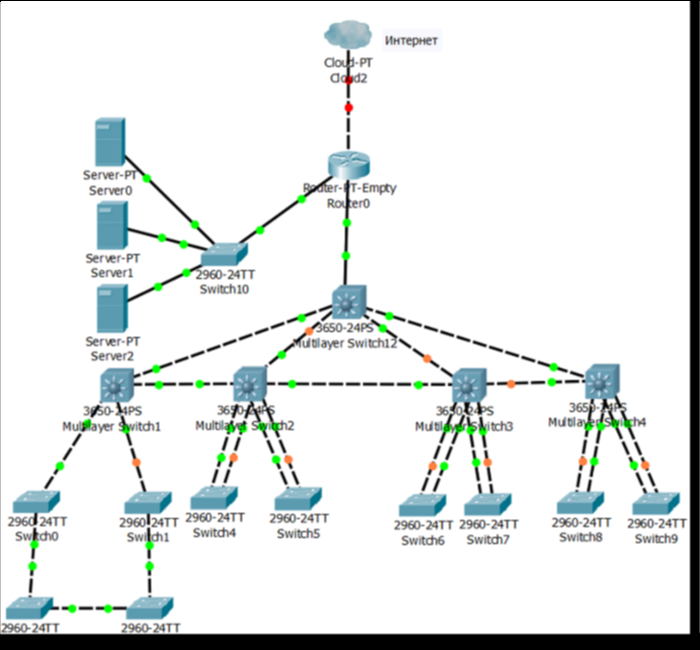 Интернет
Cloud-PT
Cloud2
Router-PT-Empty
Router0
Server-PT
Server0
Server-PT
Server1
Server-PT
Server2
2960-24TT
Switch10
3650-24PS
Multilayer Switch12
3650-24PS
Multilayer Switch1
3650-24PS
Multilayer Switch2
3650-24PS
Multilayer Switch3
3650-24PS
Multilayer Switch4
2960-24TT
Switch0
2960-24TT
Switch1
2960-24TT
Switch4
2960-24TT
Switch5
2960-24TT
Switch6
2960-24TT
Switch7
2960-24TT
Switch8
2960-24TT
Switch9
2960-24TT
2960-24TT